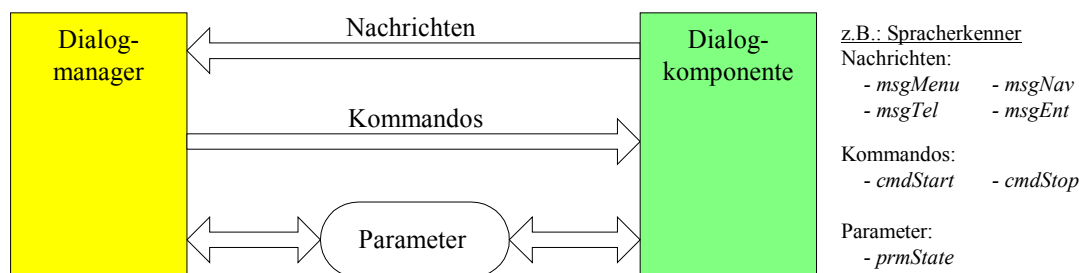 Dialog-
manager
Nachrichten
Kommandos
Parameter
Dialog-
komponente
z.B.: Spracherkenner
Nachrichten:
- msgMenu - msgNav
- msgTel - msgEnt
Kommandos:
- cmdStart - cmdStop
Parameter:
- prmState